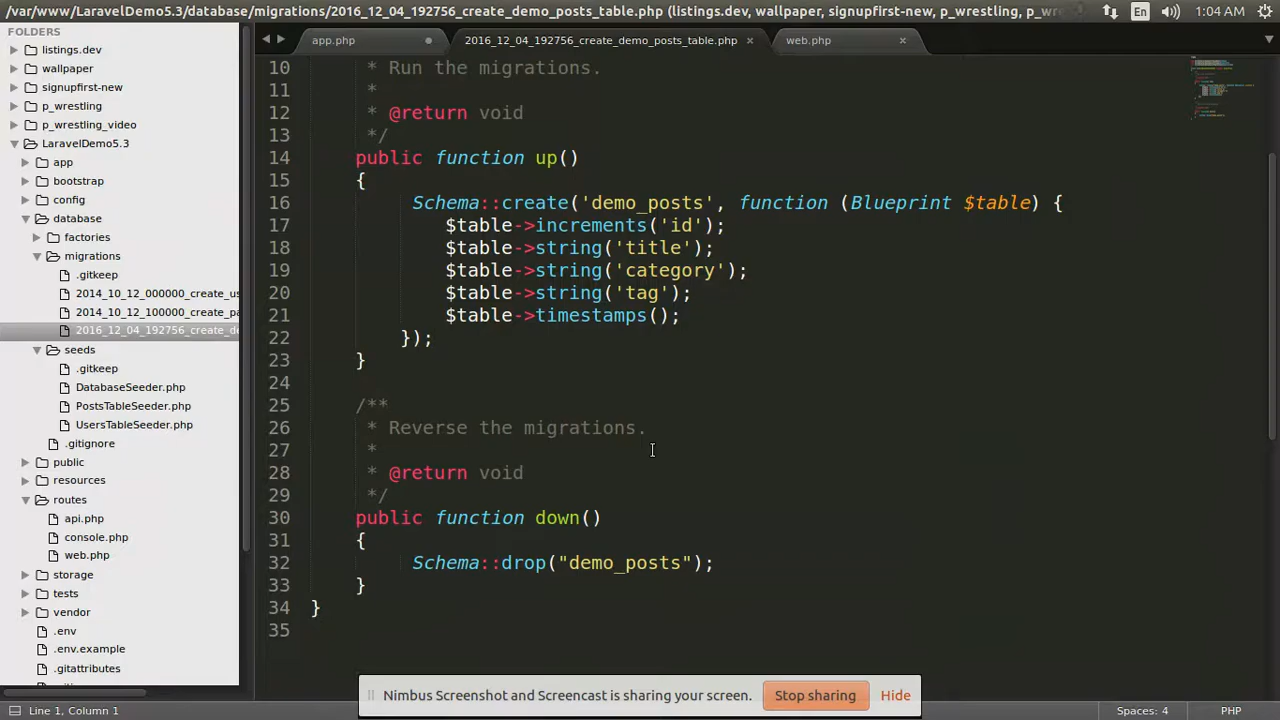 /var/www/LaravelDemo5.3/database/migrations/2016_12_04_192756_create_demo_posts_table.php (listings.dev, wallpaper, signupfirst-new, p_wrestling, p_wre
En
1:04 AM
FOLDERS
listings.dev
wallpaper
signupfirst-new
p_wrestling
p_wrestling_video
LaravelDemo5.3
app
bootstrap
config
database
factories
migrations
.gitkeep
2014_10_12_000000_create_us
2014_10_12_100000_create_pa
2016_12_04_192756_create_de
seeds
.gitkeep
DatabaseSeeder.php
PostsTableSeeder.php
UsersTableSeeder.php
.gitignore
public
resources
routes
api.php
console.php
web.php
storage
tests
vendor
.env
.env.example
.gitattributes
app.php
2016_12_04_192756_create_demo_posts_table.php
web.php
10 * Run the migrations.
11 *
12 * @return void
13 */
14 public function up()
15 {
16 Schema::create('demo_posts', function (Blueprint $table) {
17 $table->increments('id');
18 $table->string('title');
19 $table->string('category');
20 $table->string('tag');
21 $table->timestamps();
22 });
23 }
24
25 /**
26 * Reverse the migrations.
27 *
28 * @return void
29 */
30 public function down()
31 {
32 Schema::drop("demo_posts");
33 }
34 }
35
Nimbus Screenshot and Screencast is sharing your screen.
Stop sharing
Hide
Line 1, Column 1
Spaces: 4
PHP